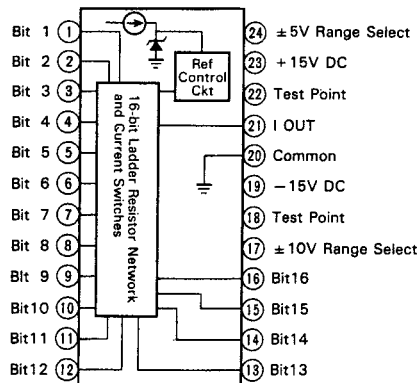 Bit 1 1
Bit 2 2
Bit 3 3
Bit 4 4
Bit 5 5
Bit 6 6
Bit 7 7
Bit 8 8
BIt 9 9
Bit10 10
Bit11 11
Bit12 12
16-bit Ladder Resistor Network
and Current Switches
Ref
Control
Ckt
24 ±5V Range Select
23 +15V DC
22 Test Point
21 I OUT
20 Common
19 −15V DC
18 Test Point
17 ±10V Range Select
16 Bit16
15 Bit15
14 Bit14
13 Bit13